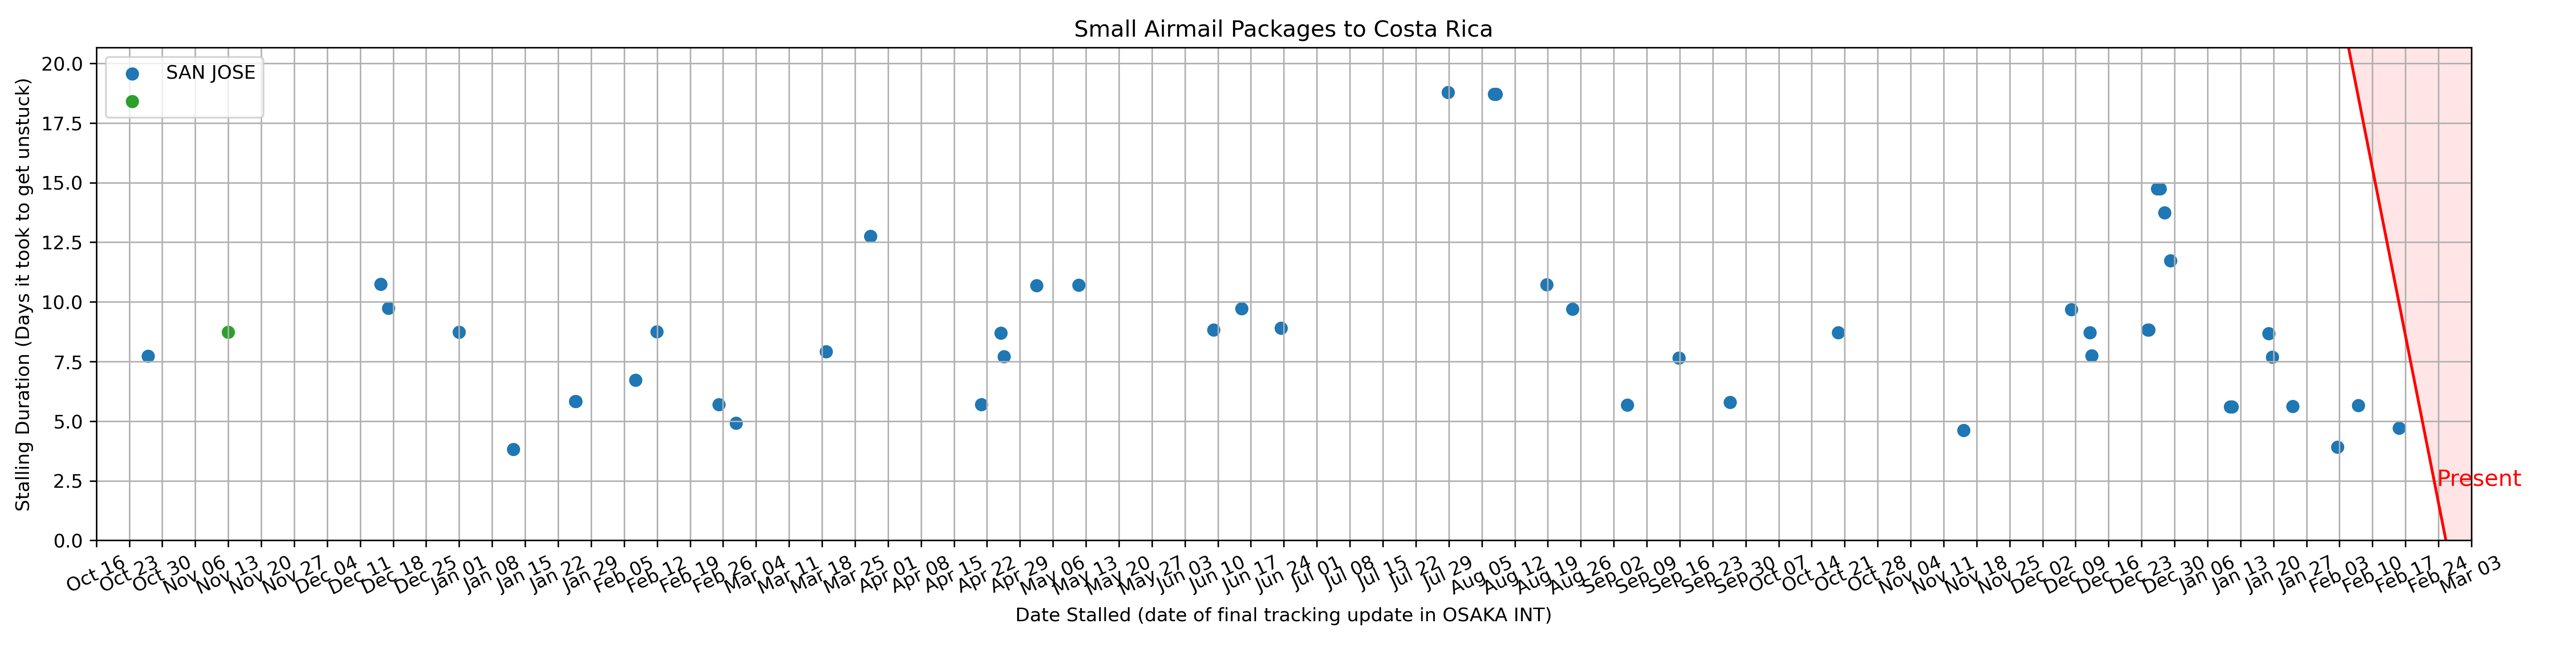 Small Airmail Packages to Costa Rica
SAN JOSE
Stalling Duration (Days it took to get unstuck)
20.0
17.5
15.0
12.5
10.0
7.5
5.0
2.5
0.0
Present
Oct 16 Oct 23 Oct 30 Nov 06 Nov 13 Nov 20 Nov 27 Dec 04 Dec 11 Dec 18 Dec 25 Jan 01 Jan 08 Jan 15 Jan 22 Jan 29 Feb 05 Feb 12 Feb 19 Feb 26 Mar 04 Mar 11 Mar 18 Mar 25 Apr 01 Apr 08 Apr 15 Apr 22 Apr 29 May 06 May 13 May 20 May 27 Jun 03 Jun 10 Jun 17 Jun 24 Jul 01 Jul 08 Jul 15 Jul 22 Jul 29 Aug 05 Aug 12 Aug 19 Aug 26 Sep 02 Sep 09 Sep 16 Sep 23 Sep 30 Oct 07 Oct 14 Oct 21 Oct 28 Nov 04 Nov 11 Nov 18 Nov 25 Dec 02 Dec 09 Dec 16 Dec 23 Dec 30 Jan 06 Jan 13 Jan 20 Jan 27 Feb 03 Feb 10 Feb 17 Feb 24 Mar 03
Date Stalled (date of final tracking update in OSAKA INT)